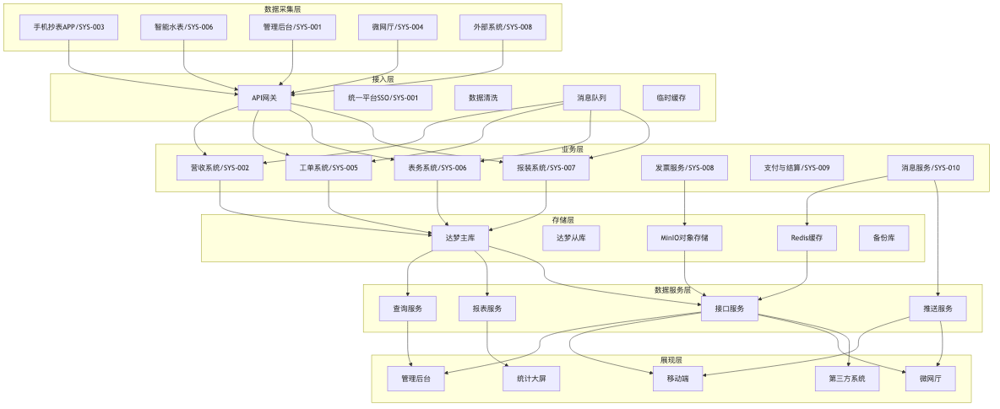 数据采集层
手机抄表APP/SYS-003
智能水表/SYS-006
管理后台/SYS-001
微网厅/SYS-004
外部系统/SYS-008
接入层
API网关
统一平台SSO/SYS-001
数据清洗
消息队列
临时缓存
业务层
营收系统/SYS-002
工单系统/SYS-005
表务系统/SYS-006
报装系统/SYS-007
发票服务/SYS-008
支付与结算/SYS-009
消息服务/SYS-010
存储层
达梦主库
达梦从库
MinIO对象存储
Redis缓存
备份库
数据服务层
查询服务
报表服务
接口服务
推送服务
展现层
管理后台
统计大屏
移动端
第三方系统
微网厅